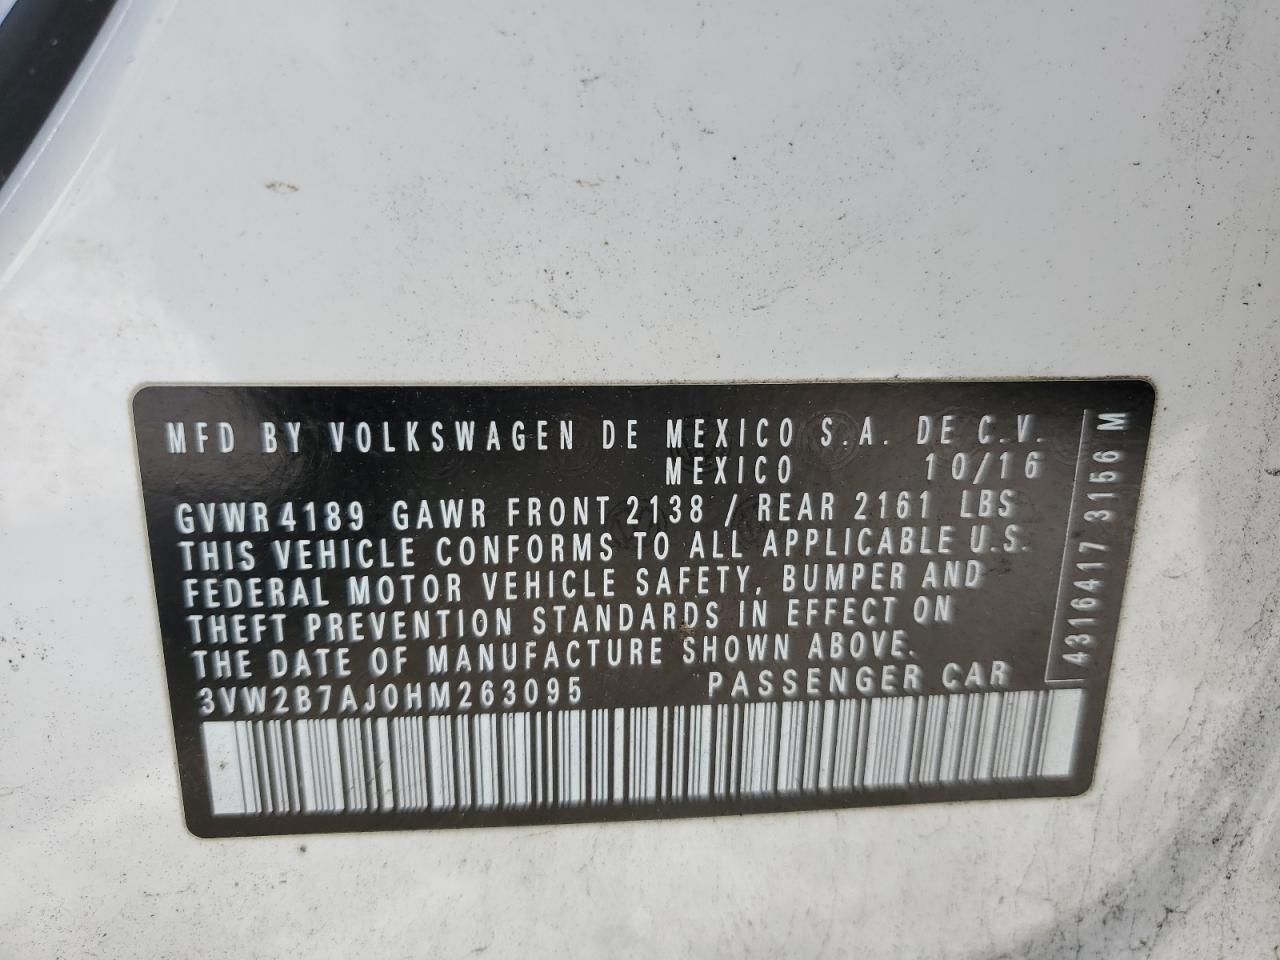 MFD BY VOLKSWAGEN DE MEXICO S.A. DE C.V.
MEXICO 10/16
GVWR 4189 GAWR FRONT 2138 / REAR 2161 LBS
THIS VEHICLE CONFORMS TO ALL APPLICABLE U.S.
FEDERAL MOTOR VEHICLE SAFETY, BUMPER AND
THEFT PREVENTION STANDARDS IN EFFECT ON
THE DATE OF MANUFACTURE SHOWN ABOVE.
3VW2B7AJ0HM263095 PASSENGER CAR
4316417 3156 M